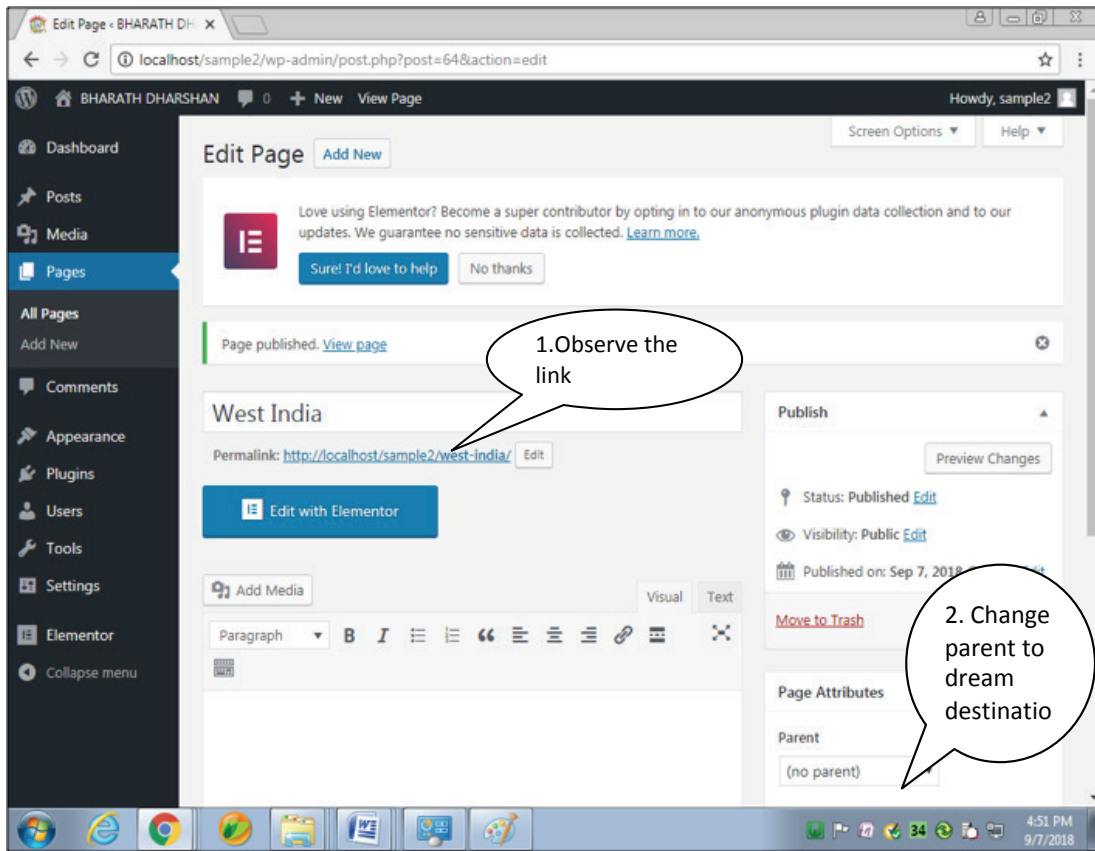 Edit Page ‹ BHARATH DH
localhost/sample2/wp-admin/post.php?post=64&action=edit
BHARATH DHARSHAN 0 + New View Page Howdy, sample2
Screen Options Help
Dashboard
Posts
Media
Pages
All Pages
Add New
Comments
Appearance
Plugins
Users
Tools
Settings
Elementor
Collapse menu
Edit Page Add New
Love using Elementor? Become a super contributor by opting in to our anonymous plugin data collection and to our
updates. We guarantee no sensitive data is collected. Learn more.
Sure! I'd love to help No thanks
Page published. View page
1.Observe the
link
West India
Permalink: http://localhost/sample2/west-india/ Edit
Edit with Elementor
Add Media
Visual Text
Paragraph B I
Publish
Preview Changes
Status: Published Edit
Visibility: Public Edit
Published on: Sep 7, 2018
Move to Trash
2. Change
parent to
dream
destinatio
Page Attributes
Parent
(no parent)
34
4:51 PM
9/7/2018